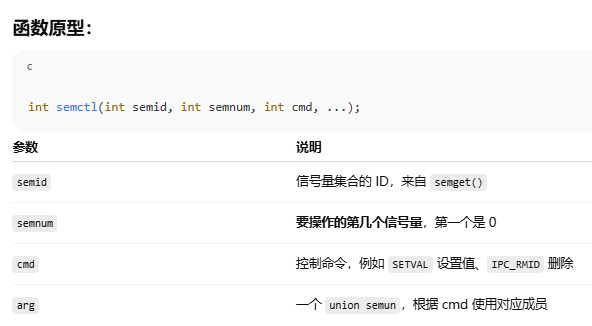 函数原型：
c
int semctl(int semid, int semnum, int cmd, ...);
参数 说明
semid 信号量集合的 ID，来自 semget()
semnum 要操作的第几个信号量，第一个是 0
cmd 控制命令，例如 SETVAL 设置值、IPC_RMID 删除
arg 一个 union semun，根据 cmd 使用对应成员